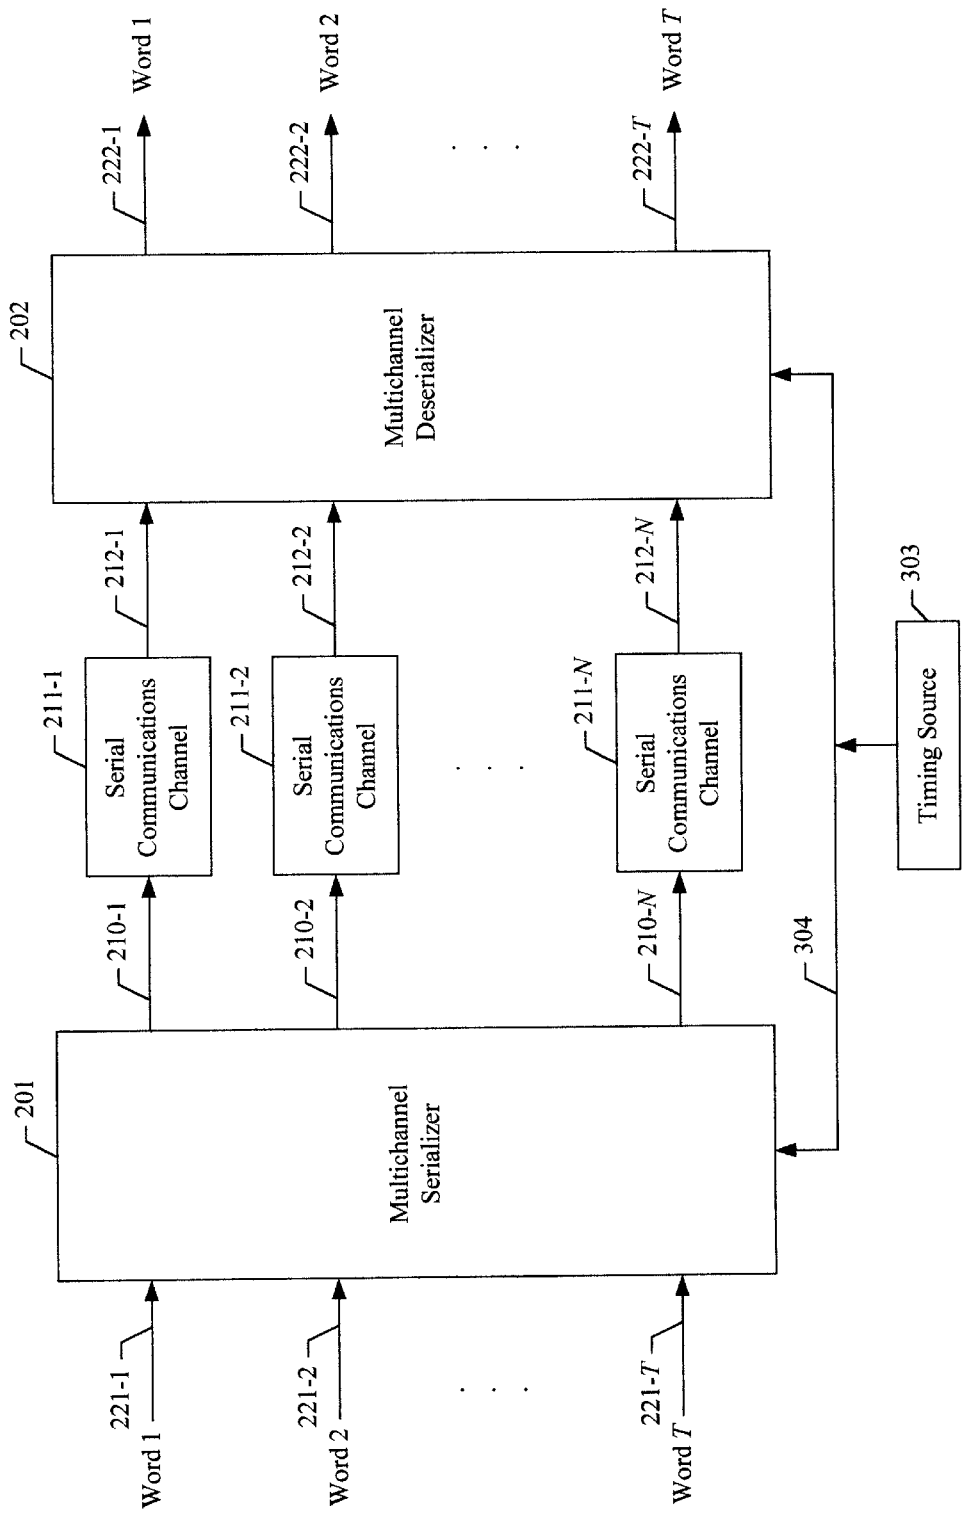 201
202
221-1
Word 1
210-1
211-1
Serial
Communications
Channel
212-1
222-1
Word 1
221-2
Word 2
210-2
211-2
Serial
Communications
Channel
212-2
222-2
Word 2
Multichannel
Serializer
Multichannel
Deserializer
. . .
. . .
. . .
221-T
Word T
210-N
211-N
Serial
Communications
Channel
212-N
222-T
Word T
304
303
Timing Source